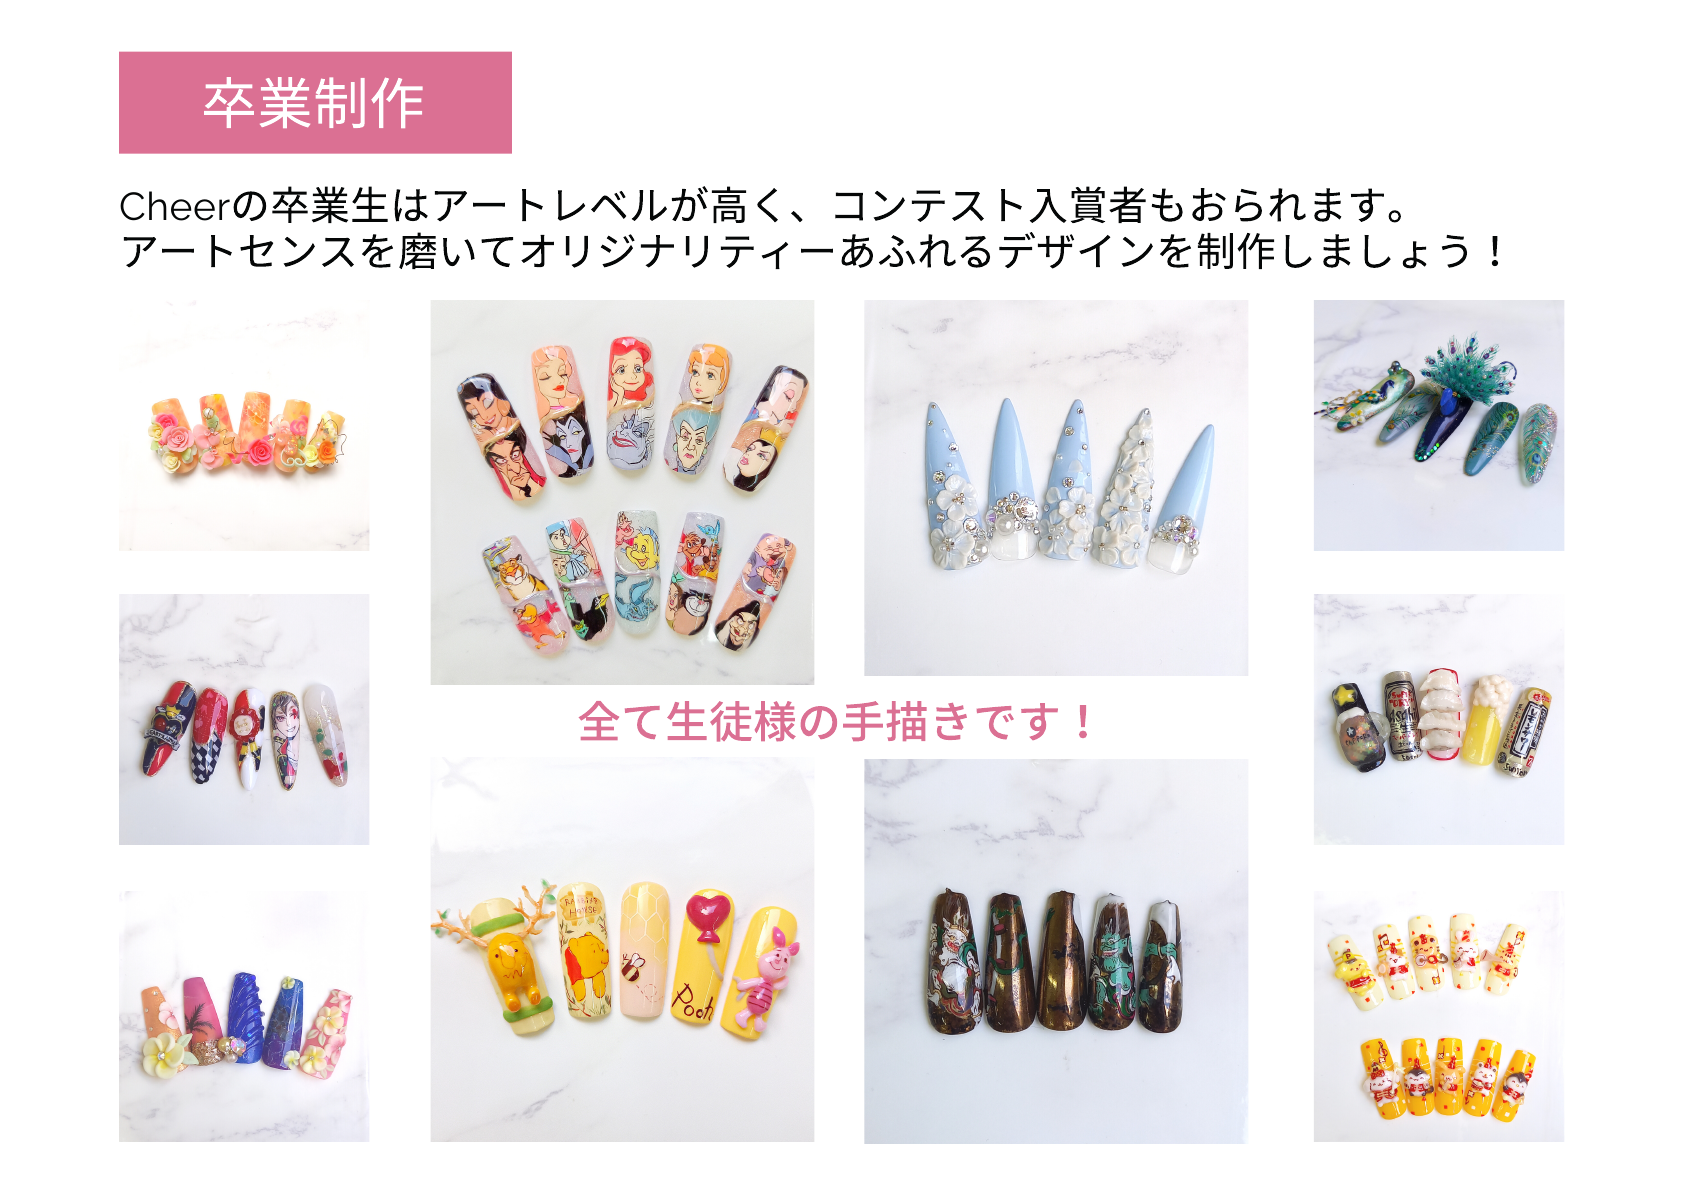 卒業制作
Cheerの卒業生はアートレベルが高く、コンテスト入賞者もおられます。
アートセンスを磨いてオリジナリティーあふれるデザインを制作しましょう！
全て生徒様の手描きです！
HOUSE
Pooh